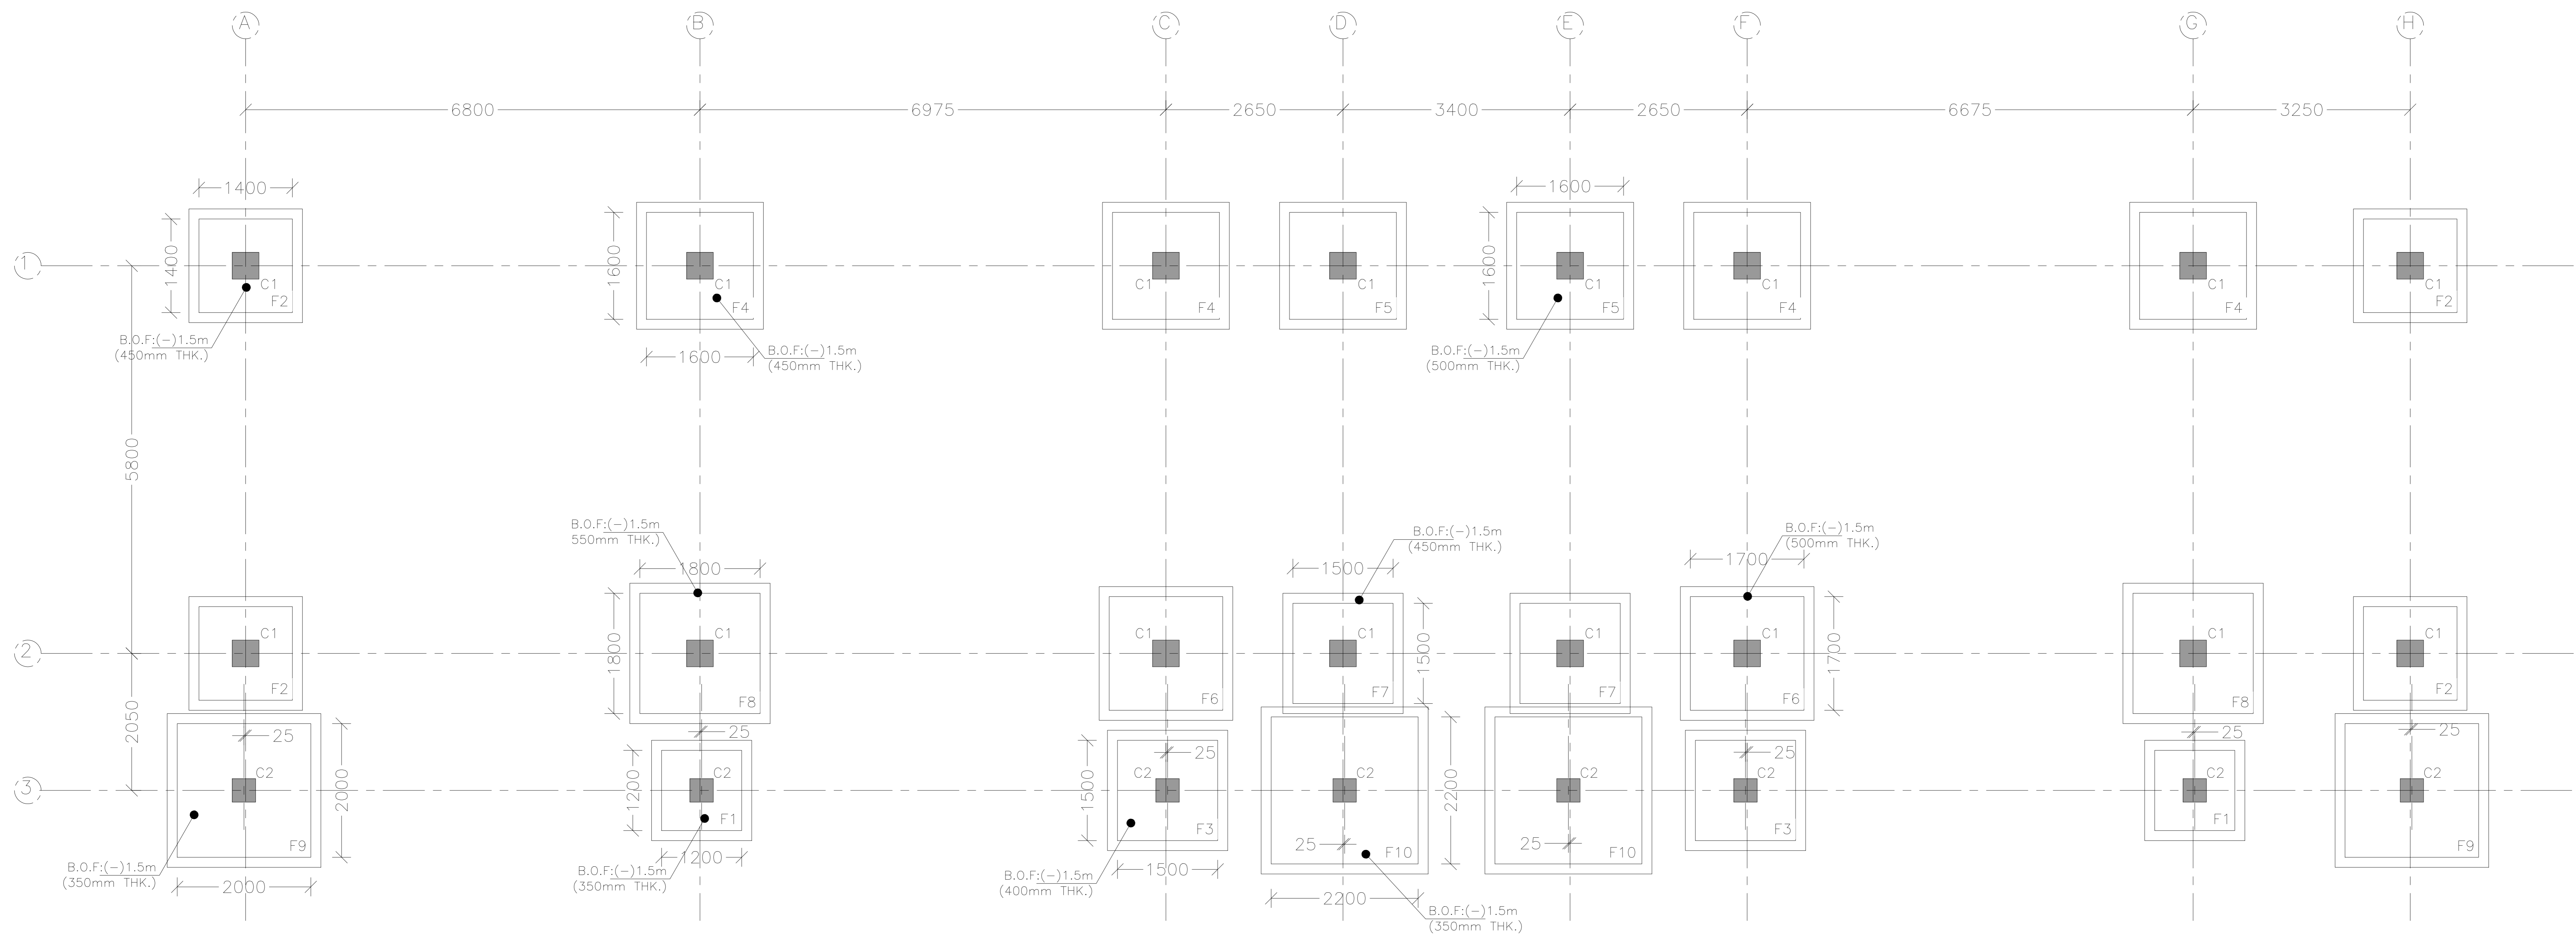 A B C D E F G H
6800 6975 2650 3400 2650 6675 3250
1400 1600
1 1400 1600 1600
C1 C1 C1 C1 C1 C1 C1 C1
F2 F4 F4 F5 F5 F4 F4 F2
B.O.F:(−)1.5m
(450mm THK.)
1600
B.O.F:(−)1.5m
(450mm THK.)
B.O.F:(−)1.5m
(500mm THK.)
5800
B.O.F:(−)1.5m
550mm THK.)
B.O.F:(−)1.5m
(450mm THK.)
B.O.F:(−)1.5m
(500mm THK.)
1800 1500 1700
C1 C1 C1 C1 C1 C1 C1 C1
2 1800 1500 1700
F2 F8 F6 F7 F7 F6 F8 F2
2050
25 25 25 25 25 25
C2 C2 C2 C2 C2 C2 C2 C2
3 2000 1200 1500 2200
F9 F1 F3 F10 F10 F3 F1 F9
25 25
B.O.F:(−)1.5m
(350mm THK.)
2000
1200
B.O.F:(−)1.5m
(350mm THK.)
1500
B.O.F:(−)1.5m
(400mm THK.)
2200
B.O.F:(−)1.5m
(350mm THK.)